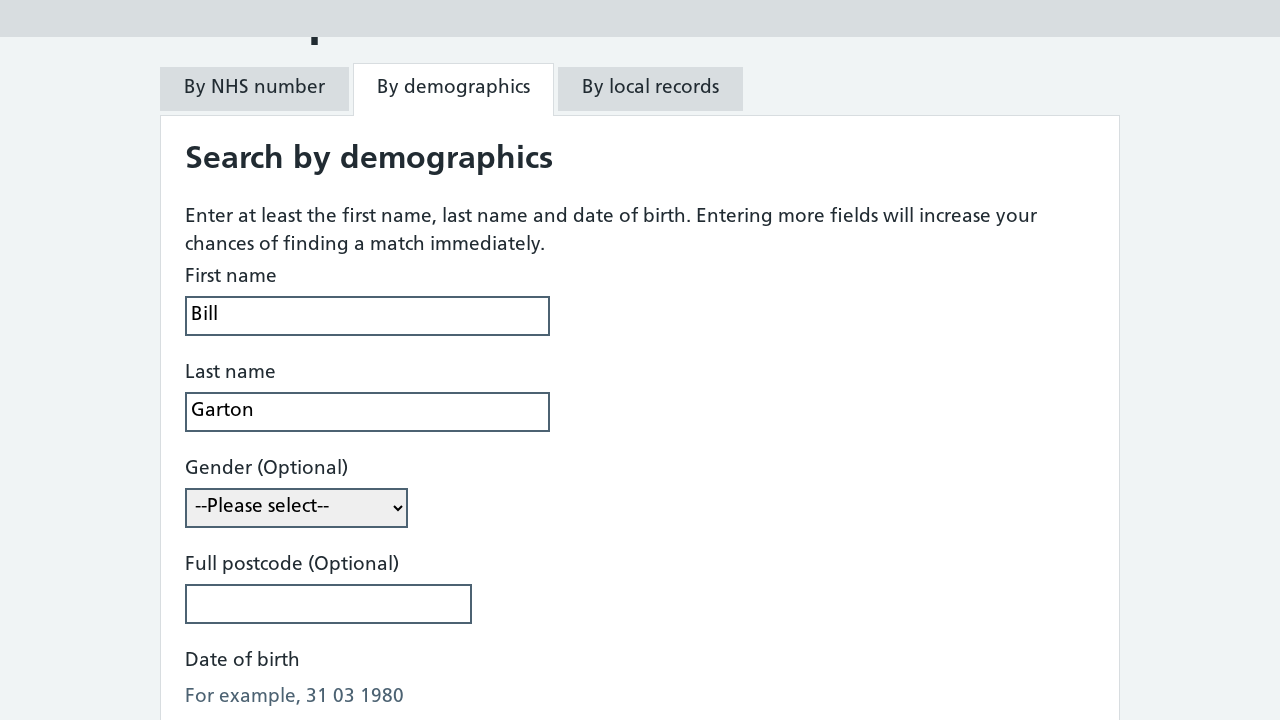 By NHS number
By demographics
By local records
Search by demographics
Enter at least the first name, last name and date of birth. Entering more fields will increase your
chances of finding a match immediately.
First name
Bill
Last name
Garton
Gender (Optional)
--Please select--
Full postcode (Optional)
Date of birth
For example, 31 03 1980